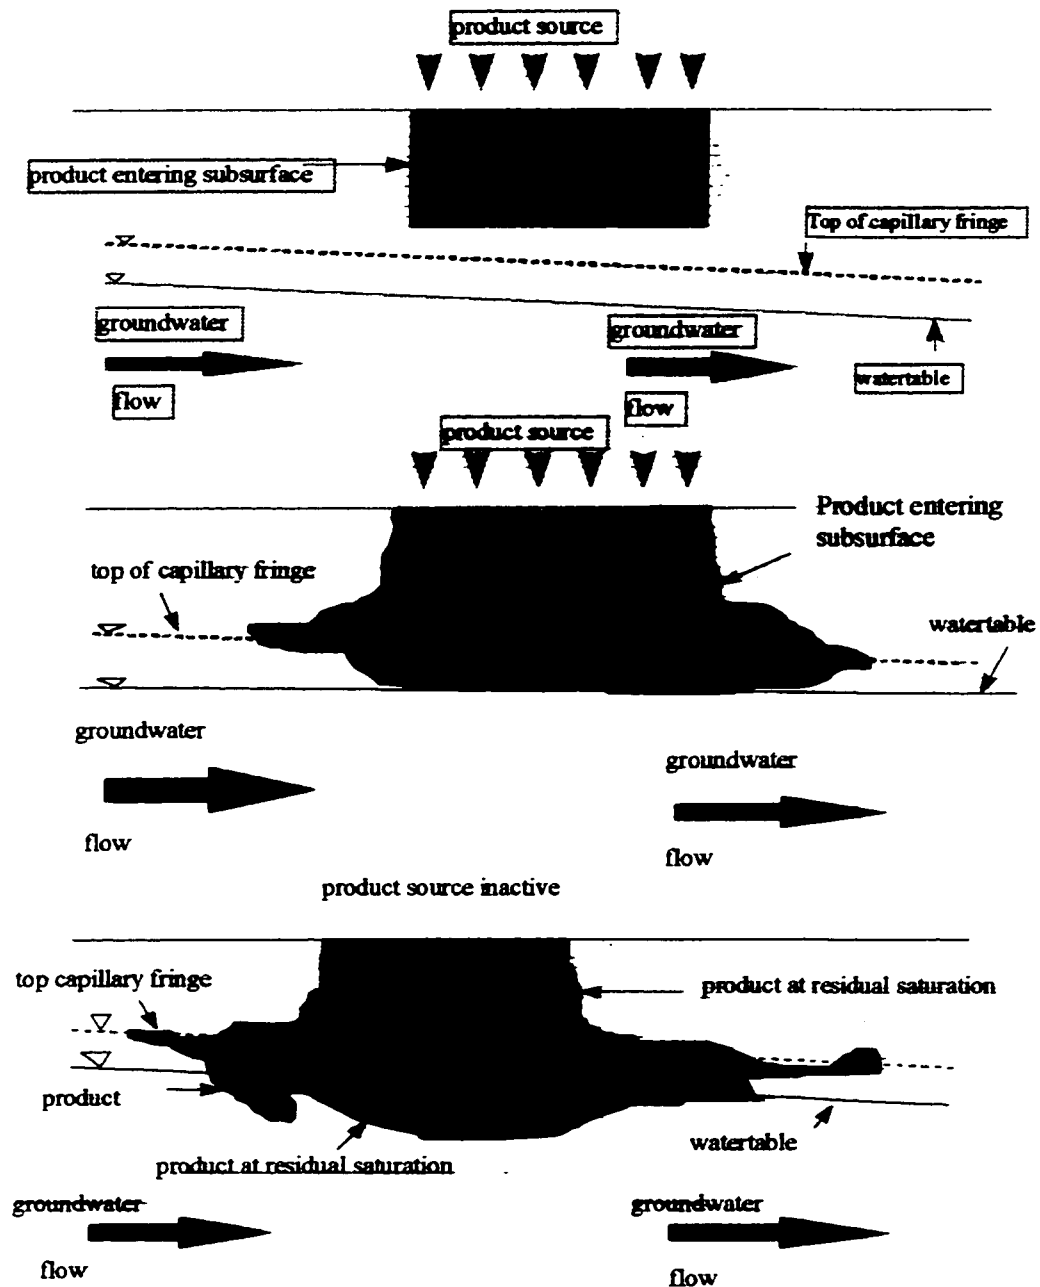 product source
product entering subsurface
Top of capillary fringe
groundwater
groundwater
watertable
flow
flow
product source
Product entering
subsurface
top of capillary fringe
watertable
groundwater
groundwater
flow
flow
product source inactive
top capillary fringe
product at residual saturation
product
watertable
product at residual saturation
groundwater
groundwater
flow
flow